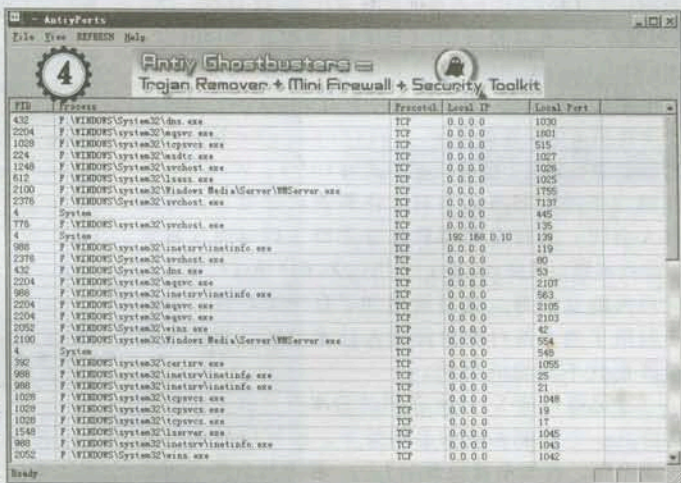 - AntiyPorts
File View REFRESH Help
4 Antiy Ghostbusters =
Trojan Remover + Mini Firewall + Security Toolkit
PID Process Protocol Local IP Local Port
432 F:\WINDOWS\System32\dns.exe TCP 0.0.0.0 1030
2204 F:\WINDOWS\system32\mqsvc.exe TCP 0.0.0.0 1801
1028 F:\WINDOWS\system32\tcpsvcs.exe TCP 0.0.0.0 515
224 F:\WINDOWS\system32\msdtc.exe TCP 0.0.0.0 1027
1248 F:\WINDOWS\System32\svchost.exe TCP 0.0.0.0 1026
612 F:\WINDOWS\system32\lsass.exe TCP 0.0.0.0 1025
2100 F:\WINDOWS\System32\Windows Media\Server\WMServer.exe TCP 0.0.0.0 1755
2376 F:\WINDOWS\System32\svchost.exe TCP 0.0.0.0 7137
4 System TCP 0.0.0.0 445
776 F:\WINDOWS\system32\svchost.exe TCP 0.0.0.0 135
4 System TCP 192.168.0.10 139
988 F:\WINDOWS\system32\inetsrv\inetinfo.exe TCP 0.0.0.0 119
2376 F:\WINDOWS\System32\svchost.exe TCP 0.0.0.0 80
432 F:\WINDOWS\System32\dns.exe TCP 0.0.0.0 53
2204 F:\WINDOWS\system32\mqsvc.exe TCP 0.0.0.0 2107
988 F:\WINDOWS\system32\inetsrv\inetinfo.exe TCP 0.0.0.0 563
2204 F:\WINDOWS\system32\mqsvc.exe TCP 0.0.0.0 2105
2204 F:\WINDOWS\system32\mqsvc.exe TCP 0.0.0.0 2103
2052 F:\WINDOWS\system32\wins.exe TCP 0.0.0.0 42
2100 F:\WINDOWS\System32\Windows Media\Server\WMServer.exe TCP 0.0.0.0 554
4 System TCP 0.0.0.0 548
392 F:\WINDOWS\system32\certsrv.exe TCP 0.0.0.0 1055
988 F:\WINDOWS\system32\inetsrv\inetinfo.exe TCP 0.0.0.0 25
988 F:\WINDOWS\system32\inetsrv\inetinfo.exe TCP 0.0.0.0 21
1028 F:\WINDOWS\system32\tcpsvcs.exe TCP 0.0.0.0 1048
1028 F:\WINDOWS\system32\tcpsvcs.exe TCP 0.0.0.0 19
1028 F:\WINDOWS\system32\tcpsvcs.exe TCP 0.0.0.0 17
1548 F:\WINDOWS\System32\lserver.exe TCP 0.0.0.0 1045
988 F:\WINDOWS\system32\inetsrv\inetinfo.exe TCP 0.0.0.0 1043
2052 F:\WINDOWS\system32\wins.exe TCP 0.0.0.0 1042
Ready